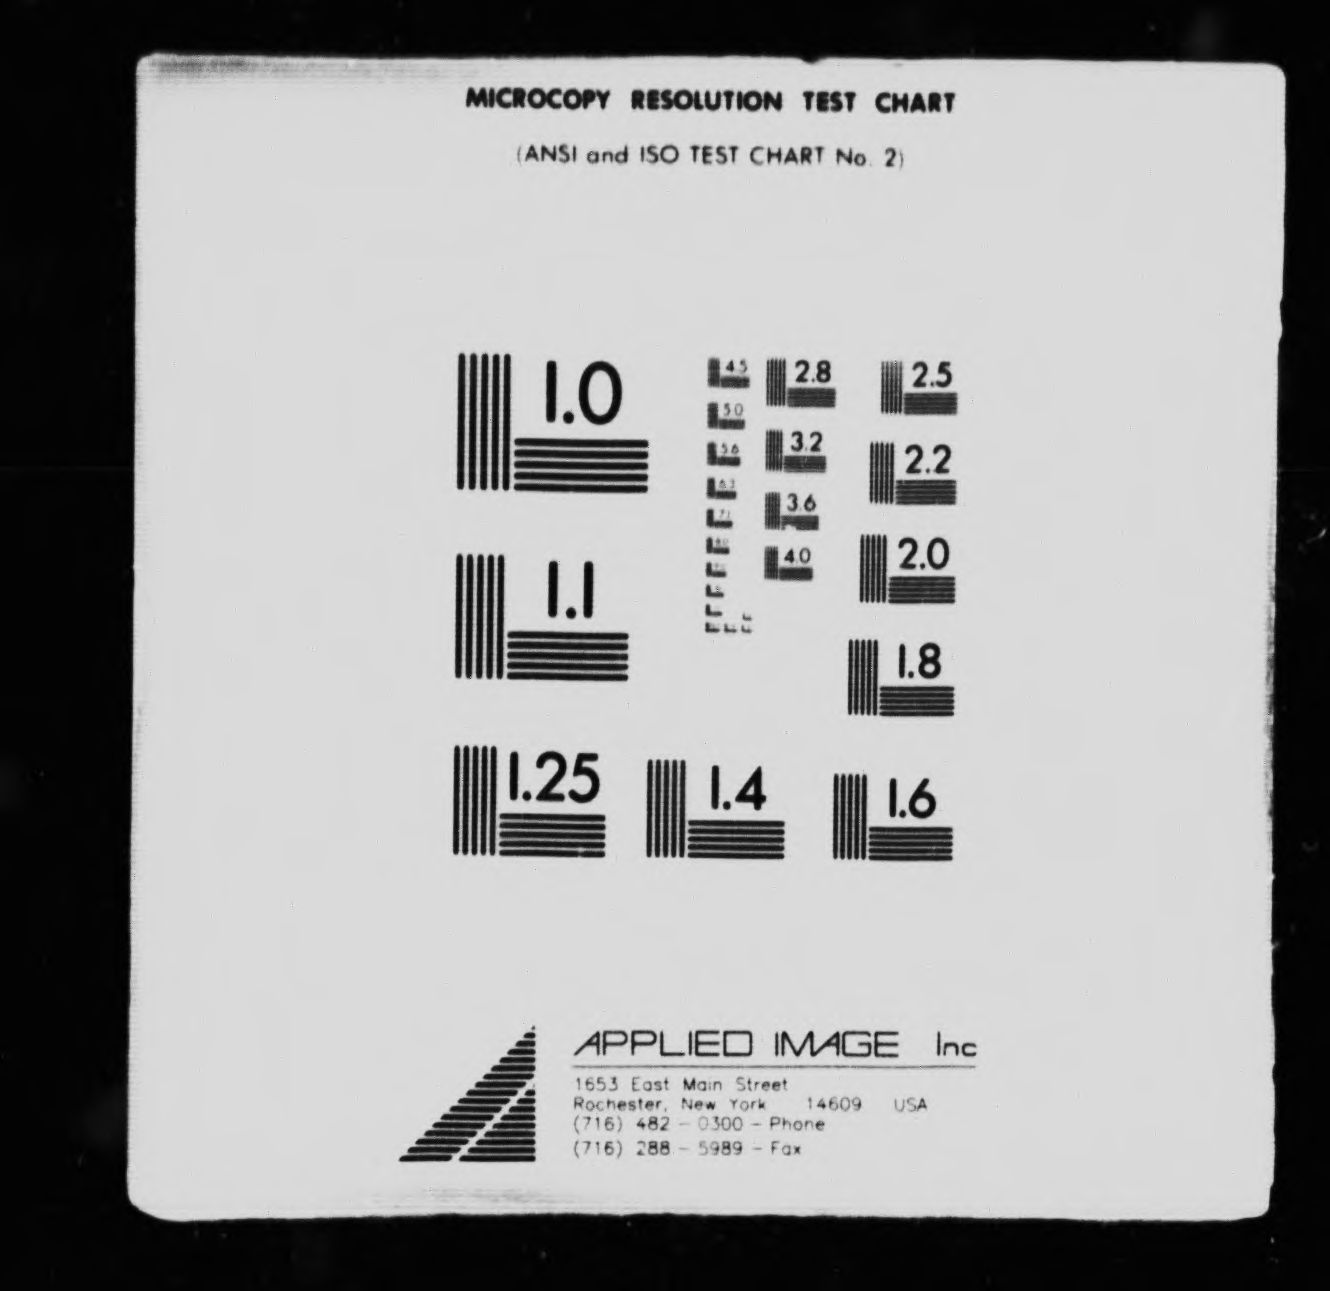 MICROCOPY RESOLUTION TEST CHART
(ANSI and ISO TEST CHART No. 2)
1.0
4.5
2.8
2.5
5.0
3.2
2.2
5.6
6.3
3.6
7.1
4.0
2.0
1.1
1.8
1.25
1.4
1.6
APPLIED IMAGE Inc
1653 East Main Street
Rochester, New York 14609 USA
(716) 482 - 0300 - Phone
(716) 288 - 5989 - Fax